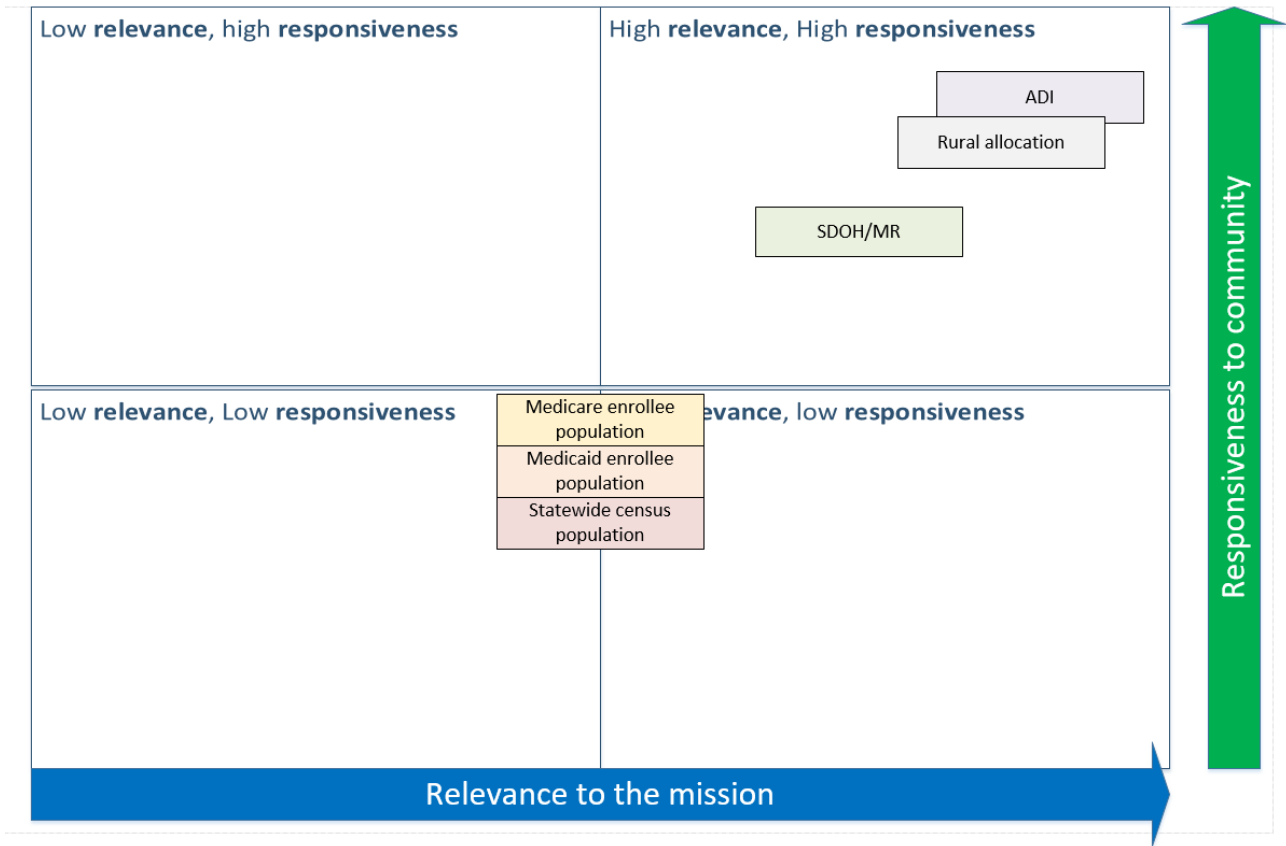 Low relevance, high responsiveness
High relevance, High responsiveness
ADI
Rural allocation
SDOH/MR
Low relevance, Low responsiveness
Medicare enrollee
population
evance, low responsiveness
Medicaid enrollee
population
Statewide census
population
Relevance to the mission
Responsiveness to community